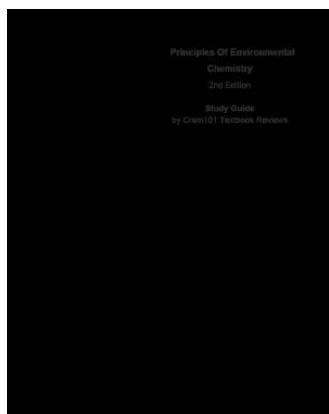 Principles Of Environmental
Chemistry
2nd Edition
Study Guide
by Cram101 Textbook Reviews